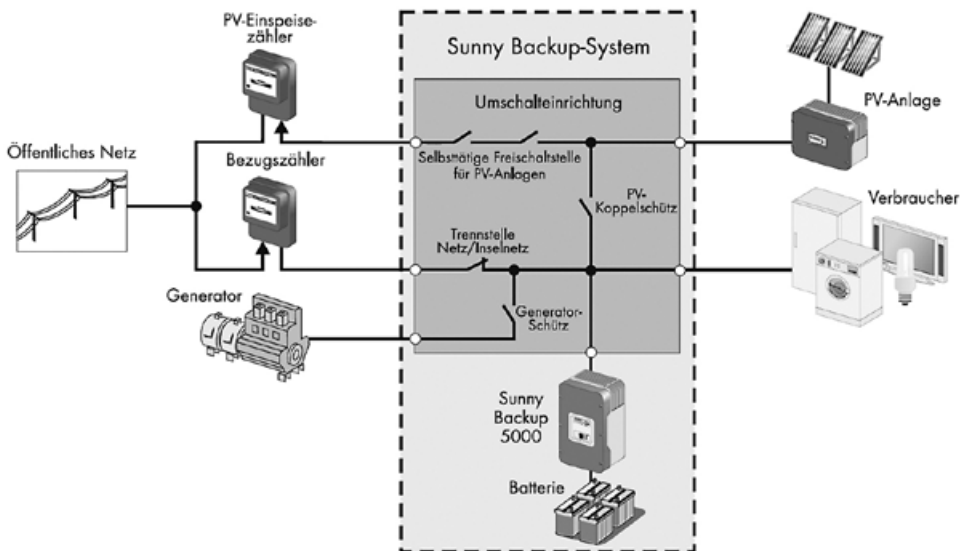 PV-Einspeise-
zähler
Sunny Backup-System
Umschalteinrichtung
PV-Anlage
Öffentliches Netz
Bezugszähler
Selbsttätige Freischaltstelle
für PV-Anlagen
PV-
Koppelschütz
Verbraucher
Trennstelle
Netz/Inselnetz
Generator
Generator-
Schütz
Sunny
Backup
5000
Batterie